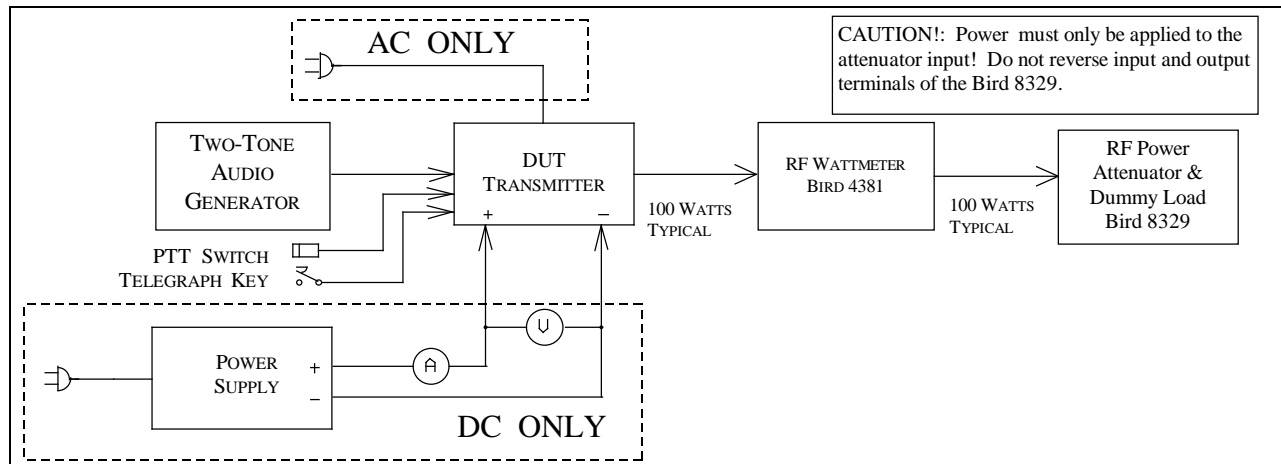 AC ONLY
CAUTION!: Power must only be applied to the
attenuator input! Do not reverse input and output
terminals of the Bird 8329.
TWO-TONE
AUDIO
GENERATOR
DUT
TRANSMITTER
+ −
100 WATTS
TYPICAL
RF WATTMETER
BIRD 4381
100 WATTS
TYPICAL
RF Power
Attenuator &
Dummy Load
Bird 8329
PTT SWITCH
TELEGRAPH KEY
V
A
POWER
SUPPLY
+
−
DC ONLY